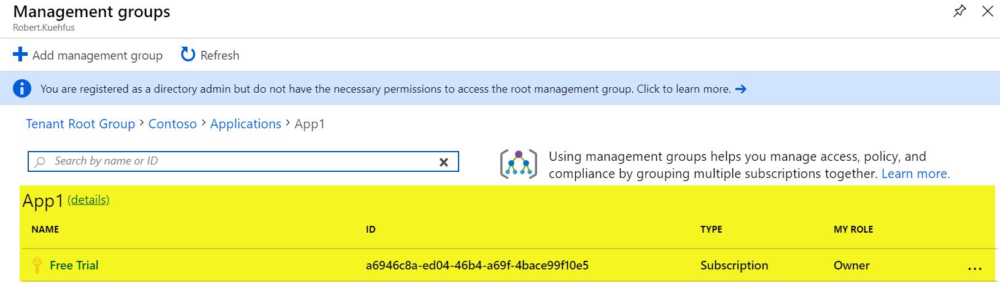 Management groups
Robert.Kuehfus
Add management group Refresh
You are registered as a directory admin but do not have the necessary permissions to access the root management group. Click to learn more.
Tenant Root Group > Contoso > Applications > App1
Search by name or ID
Using management groups helps you manage access, policy, and
compliance by grouping multiple subscriptions together. Learn more.
App1 (details)
NAME ID TYPE MY ROLE
Free Trial a6946c8a-ed04-46b4-a69f-4bace99f10e5 Subscription Owner ...